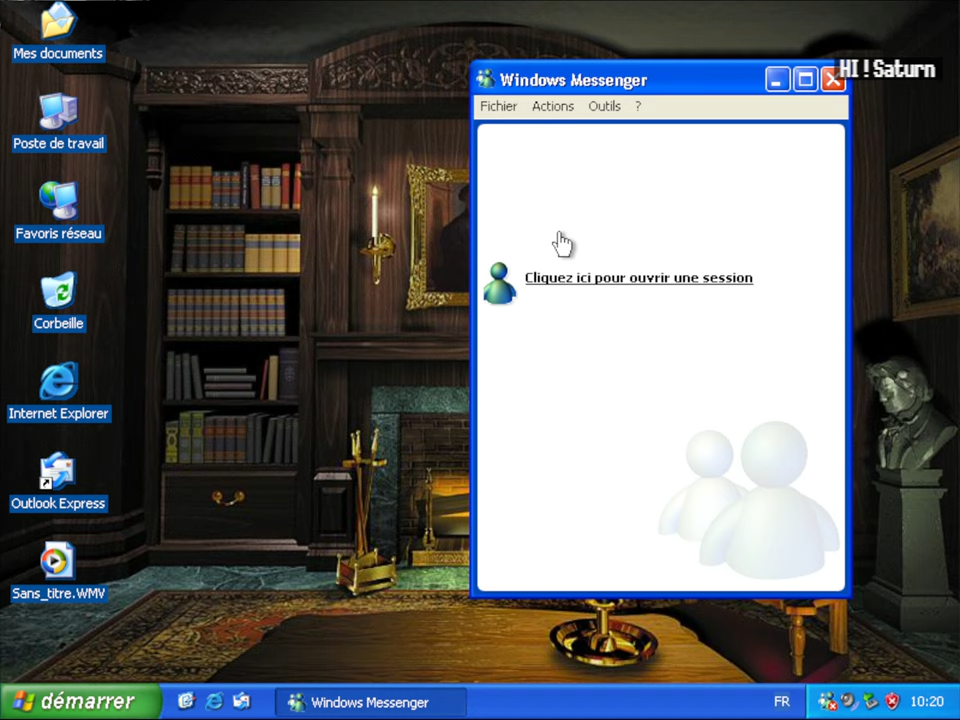 Mes documents
Poste de travail
Favoris réseau
Corbeille
Internet Explorer
Outlook Express
Sans_titre.WMV
HI!Saturn
Windows Messenger
Fichier Actions Outils ?
Cliquez ici pour ouvrir une session
démarrer
Windows Messenger
FR
10:20